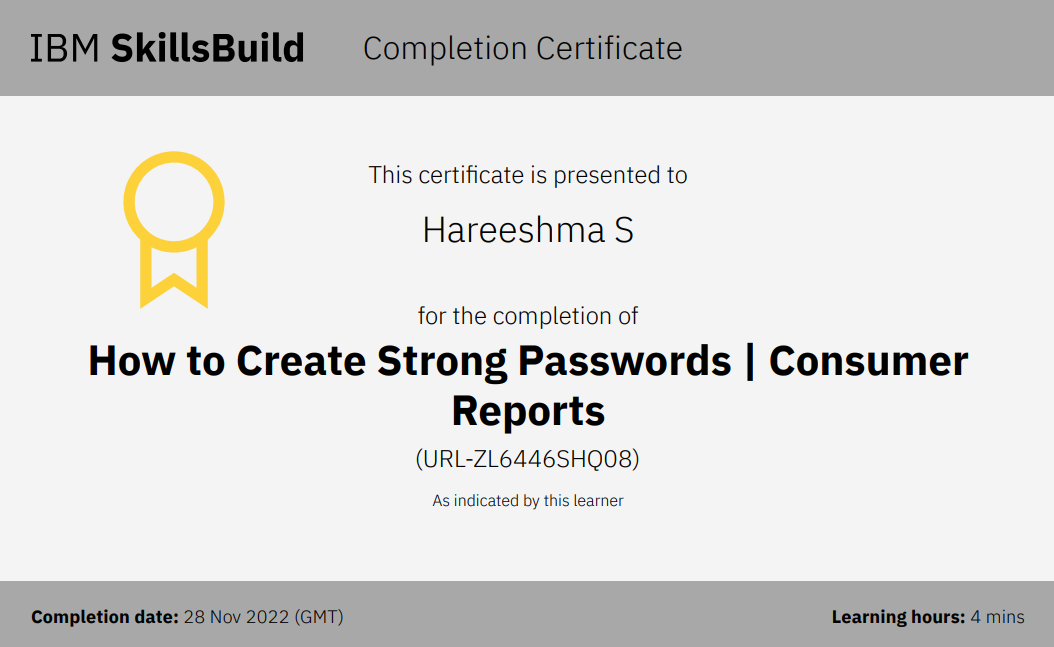 IBM SkillsBuild Completion Certificate
This certificate is presented to
Hareeshma S
for the completion of
How to Create Strong Passwords | Consumer
Reports
(URL-ZL6446SHQ08)
As indicated by this learner
Completion date: 28 Nov 2022 (GMT) Learning hours: 4 mins